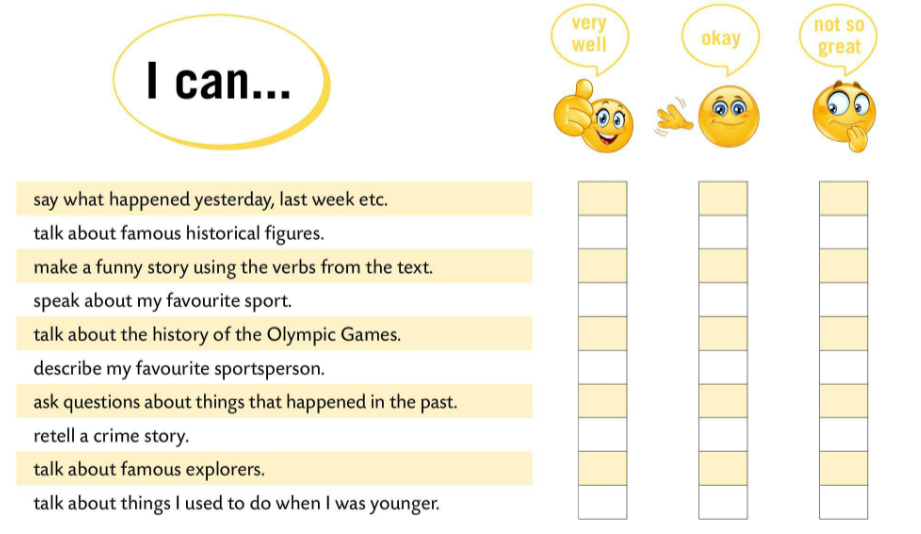 I can...
very
well
okay
not so
great
say what happened yesterday, last week etc.
talk about famous historical figures.
make a funny story using the verbs from the text.
speak about my favourite sport.
talk about the history of the Olympic Games.
describe my favourite sportsperson.
ask questions about things that happened in the past.
retell a crime story.
talk about famous explorers.
talk about things I used to do when I was younger.